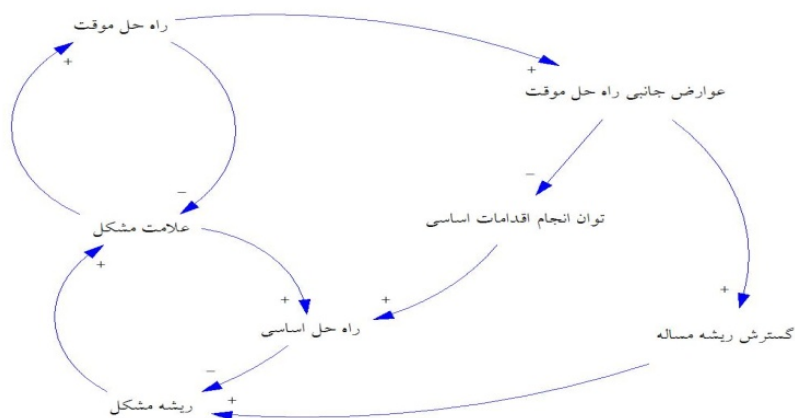 راه حل موقت
+
+
عوارض جانبی راه حل موقت
–
–
توان انجام اقدامات اساسی
علامت مشکل
+
+
+
+
راه حل اساسی
گسترش ریشه مساله
–
+
ریشه مشکل